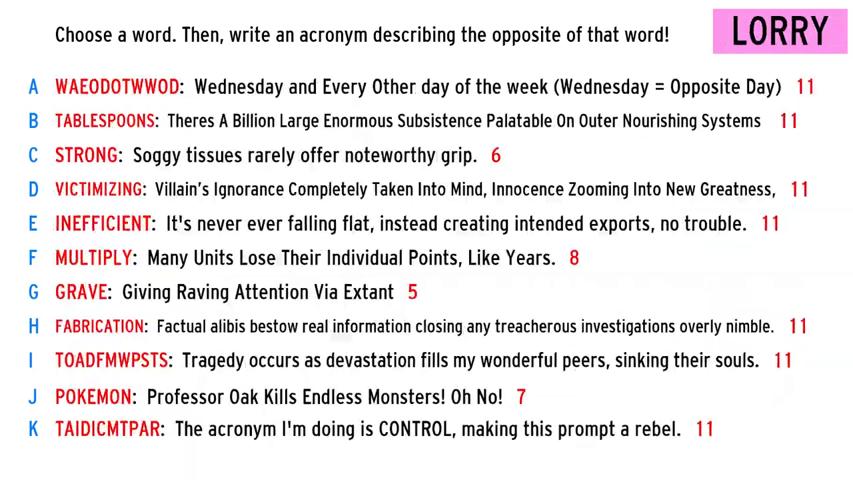 Choose a word. Then, write an acronym describing the opposite of that word!
LORRY
A WAEODOTWWOD: Wednesday and Every Other day of the week (Wednesday = Opposite Day) 11
B TABLESPOONS: Theres A Billion Large Enormous Subsistence Palatable On Outer Nourishing Systems 11
C STRONG: Soggy tissues rarely offer noteworthy grip. 6
D VICTIMIZING: Villain's Ignorance Completely Taken Into Mind, Innocence Zooming Into New Greatness, 11
E INEFFICIENT: It's never ever falling flat, instead creating intended exports, no trouble. 11
F MULTIPLY: Many Units Lose Their Individual Points, Like Years. 8
G GRAVE: Giving Raving Attention Via Extant 5
H FABRICATION: Factual alibis bestow real information closing any treacherous investigations overly nimble. 11
I TOADFMWPSTS: Tragedy occurs as devastation fills my wonderful peers, sinking their souls. 11
J POKEMON: Professor Oak Kills Endless Monsters! Oh No! 7
K TAIDICMTPAR: The acronym I'm doing is CONTROL, making this prompt a rebel. 11